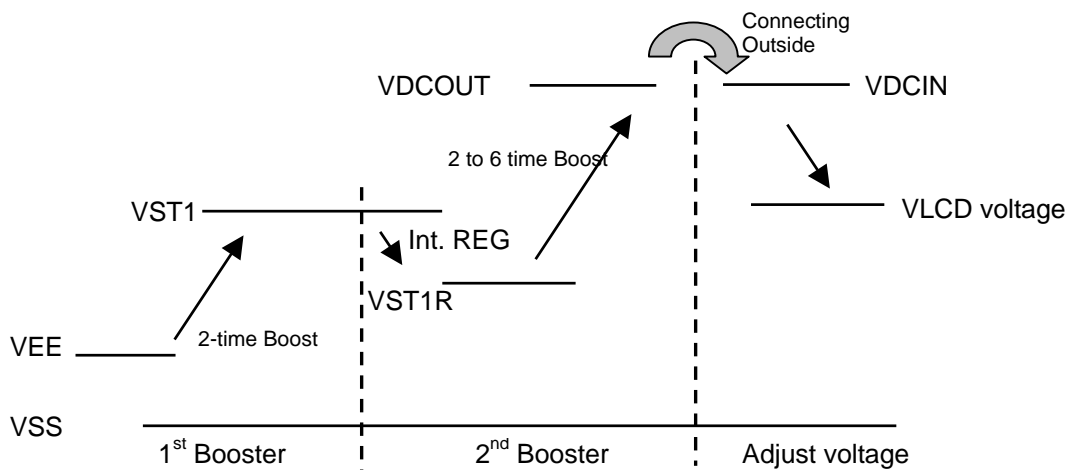 Connecting
Outside
VDCOUT
VDCIN
2 to 6 time Boost
VST1
VLCD voltage
Int. REG
VST1R
2-time Boost
VEE
VSS
1st Booster
2nd Booster
Adjust voltage